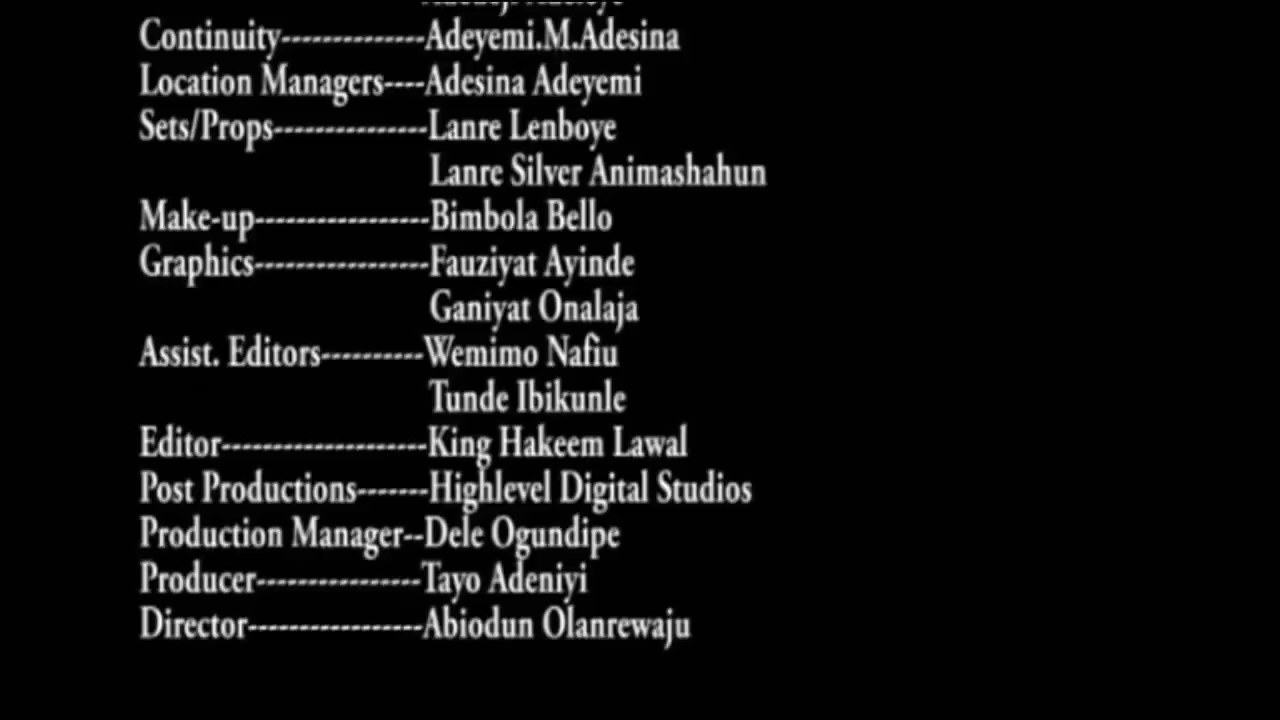 Continuity--------------Adeyemi.M.Adesina
Location Managers----Adesina Adeyemi
Sets/Props---------------Lanre Lenboye
Lanre Silver Animashahun
Make-up-----------------Bimbola Bello
Graphics-----------------Fauziyat Ayinde
Ganiyat Onalaja
Assist. Editors----------Wemimo Nafiu
Tunde Ibikunle
Editor--------------------King Hakeem Lawal
Post Productions-------Highlevel Digital Studios
Production Manager--Dele Ogundipe
Producer----------------Tayo Adeniyi
Director-----------------Abiodun Olanrewaju